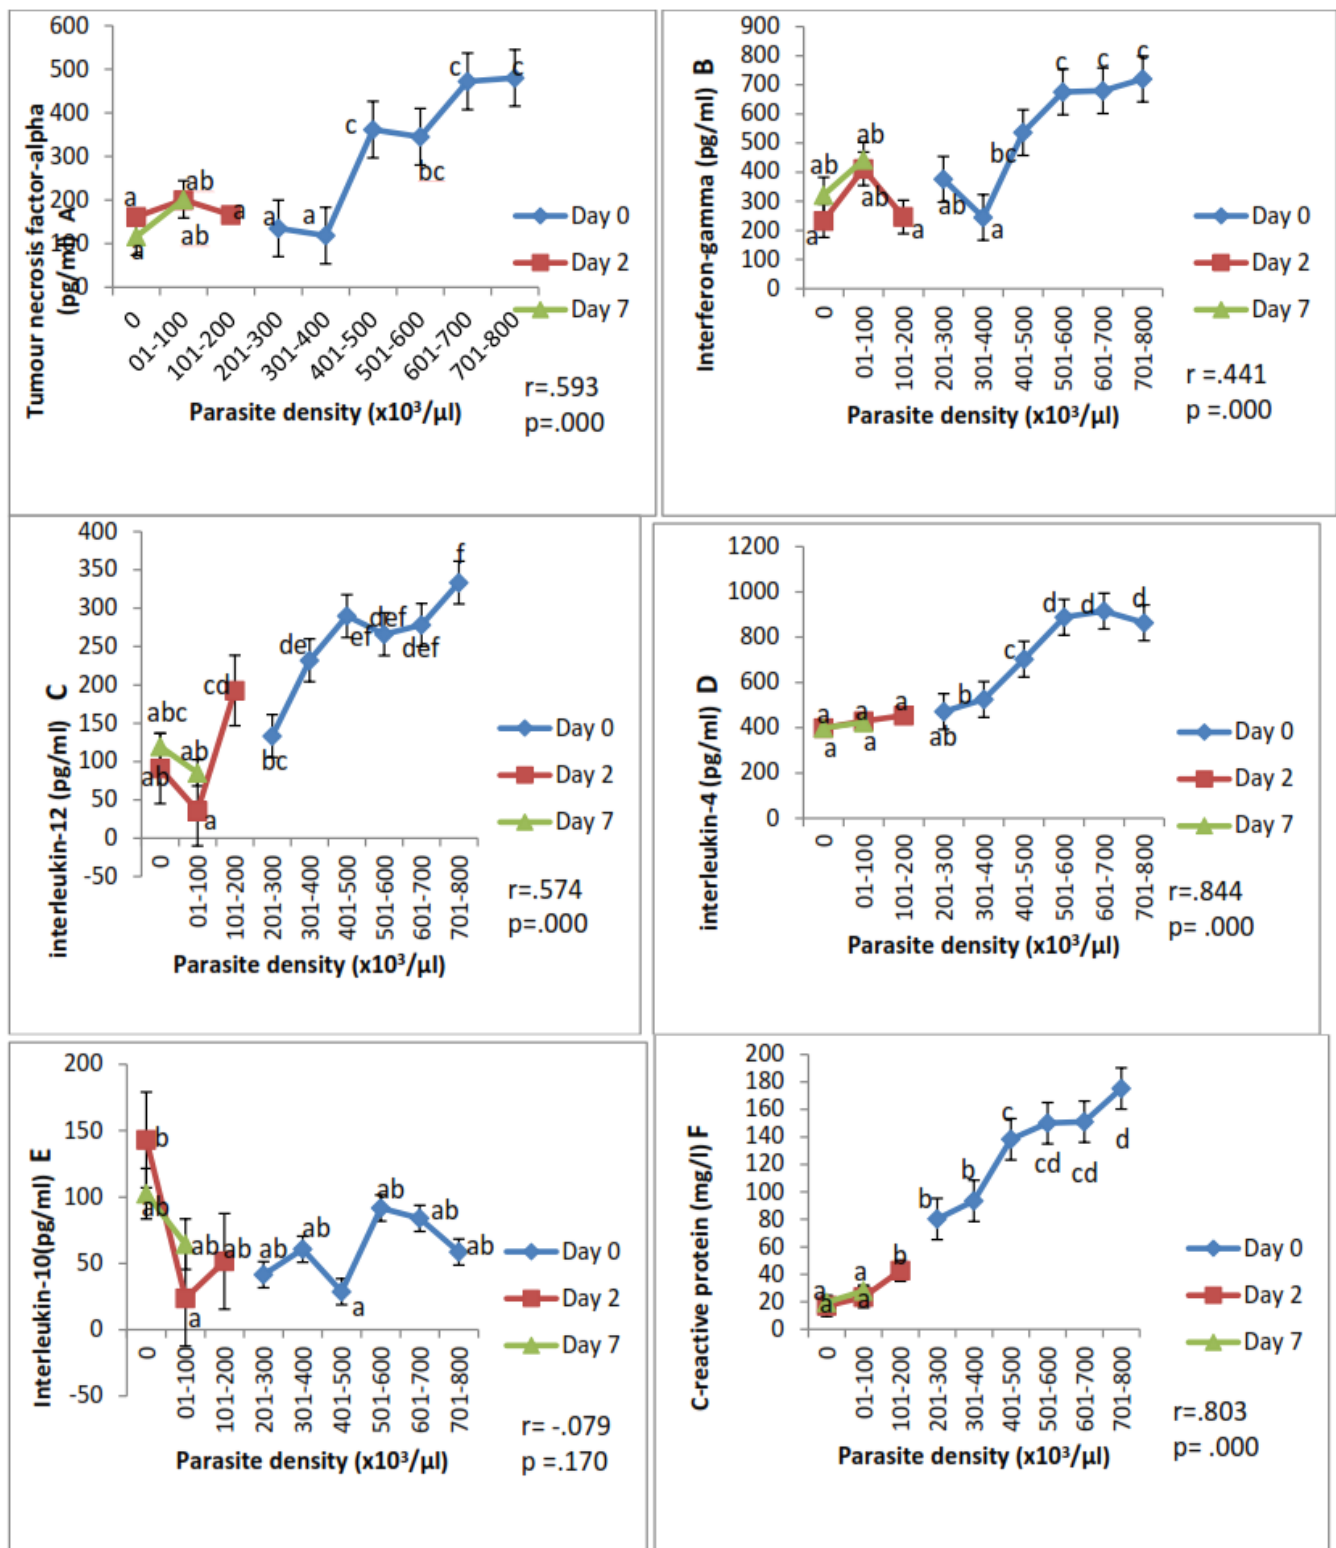 600
500
400
300
200
100
0
Tumour necrosis factor-alpha
(pg/ml) A
a
ab
a
a
ab
a
a
c
bc
c
c
Day 0
Day 2
Day 7
0
01-100
101-200
201-300
301-400
401-500
501-600
601-700
701-800
Parasite density (x10³/µl)
r=.593
p=.000
900
800
700
600
500
400
300
200
100
0
Interferon-gamma (pg/ml) B
ab
ab
a
ab
a
ab
a
bc
c
c
c
Day 0
Day 2
Day 7
0
01-100
101-200
201-300
301-400
401-500
501-600
601-700
701-800
Parasite density (x10³/µl)
r =.441
p =.000
400
350
300
250
200
150
100
50
0
-50
interleukin-12 (pg/ml) C
abc
ab
ab
a
cd
bc
de
ef
def
def
f
Day 0
Day 2
Day 7
0
01-100
101-200
201-300
301-400
401-500
501-600
601-700
701-800
Parasite density (x10³/µl)
r=.574
p=.000
1200
1000
800
600
400
200
0
interleukin-4 (pg/ml) D
a
a
a
a
a
ab
b
c
d
d
d
Day 0
Day 2
Day 7
0
01-100
101-200
201-300
301-400
401-500
501-600
601-700
701-800
Parasite density (x10³/µl)
r=.844
p= .000
200
150
100
50
0
-50
Interleukin-10(pg/ml) E
b
ab
ab
a
ab
ab
ab
a
ab
ab
ab
Day 0
Day 2
Day 7
0
01-100
101-200
201-300
301-400
401-500
501-600
601-700
701-800
Parasite density (x10³/µl)
r= -.079
p =.170
200
180
160
140
120
100
80
60
40
20
0
C-reactive protein (mg/l) F
a
a
a
a
b
b
b
c
cd
cd
d
Day 0
Day 2
Day 7
0
01-100
101-200
201-300
301-400
401-500
501-600
601-700
701-800
Parasite density (x10³/µl)
r=.803
p= .000